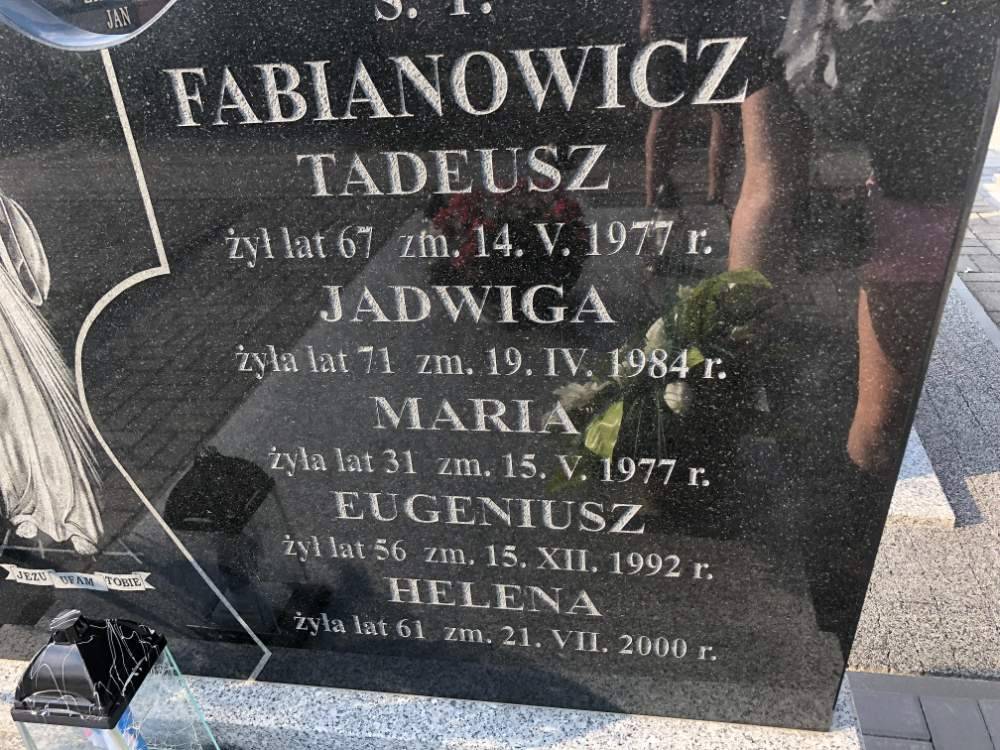 JAN
Ś. P.
FABIANOWICZ
TADEUSZ
żył lat 67 zm. 14. V. 1977 r.
JADWIGA
żyła lat 71 zm. 19. IV. 1984 r.
MARIA
żyła lat 31 zm. 15. V. 1977 r.
EUGENIUSZ
żył lat 56 zm. 15. XII. 1992 r.
HELENA
żyła lat 61 zm. 21. VII. 2000 r.
JEZU UFAM TOBIE